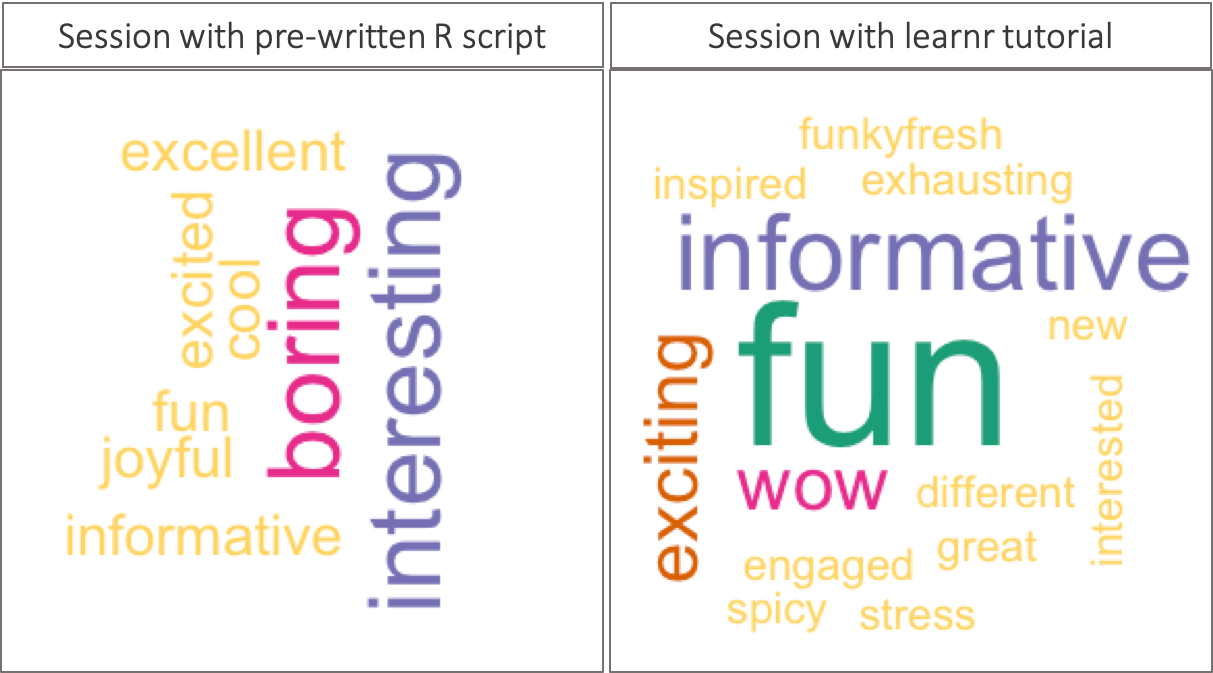 Session with pre-written R script
Session with learnr tutorial
excellent
excited
cool
boring
interesting
fun
joyful
informative
funkyfresh
inspired
exhausting
informative
fun
new
exciting
interested
wow
different
great
engaged
spicy
stress